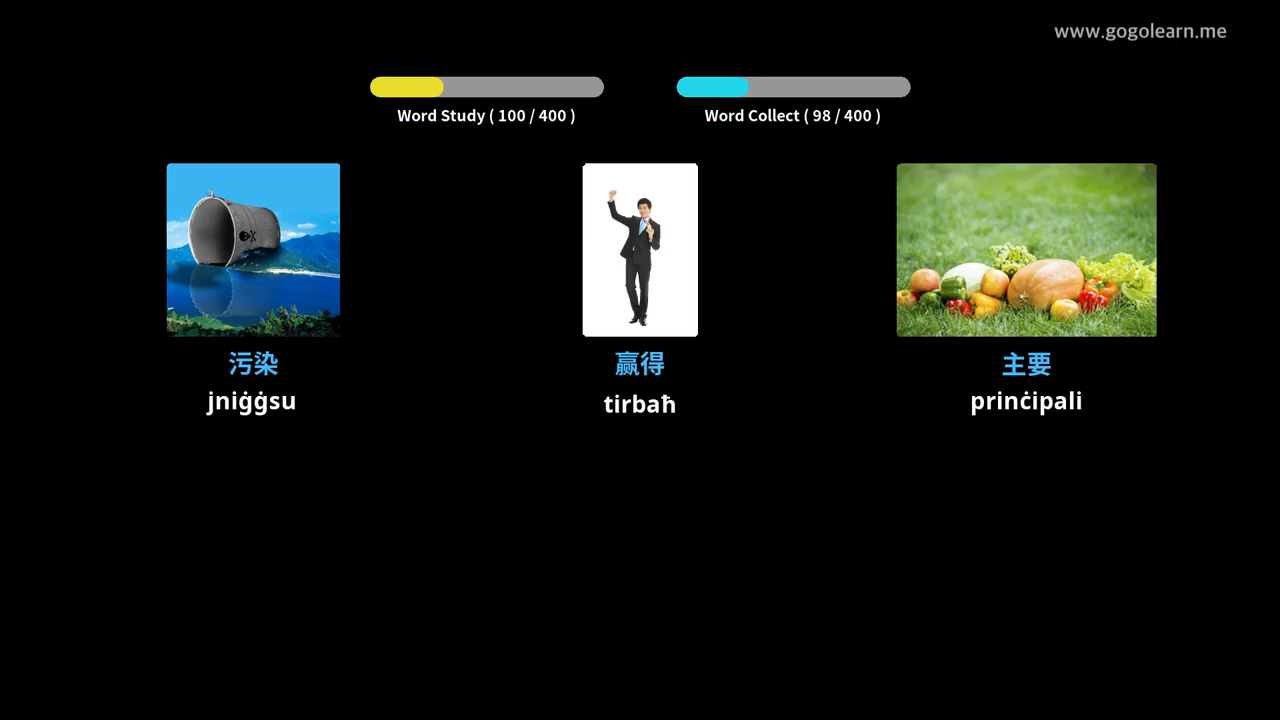 www.gogolearn.me
Word Study ( 100 / 400 )
Word Collect ( 98 / 400 )
污染
赢得
主要
jniġġsu
tirbaħ
prinċipali